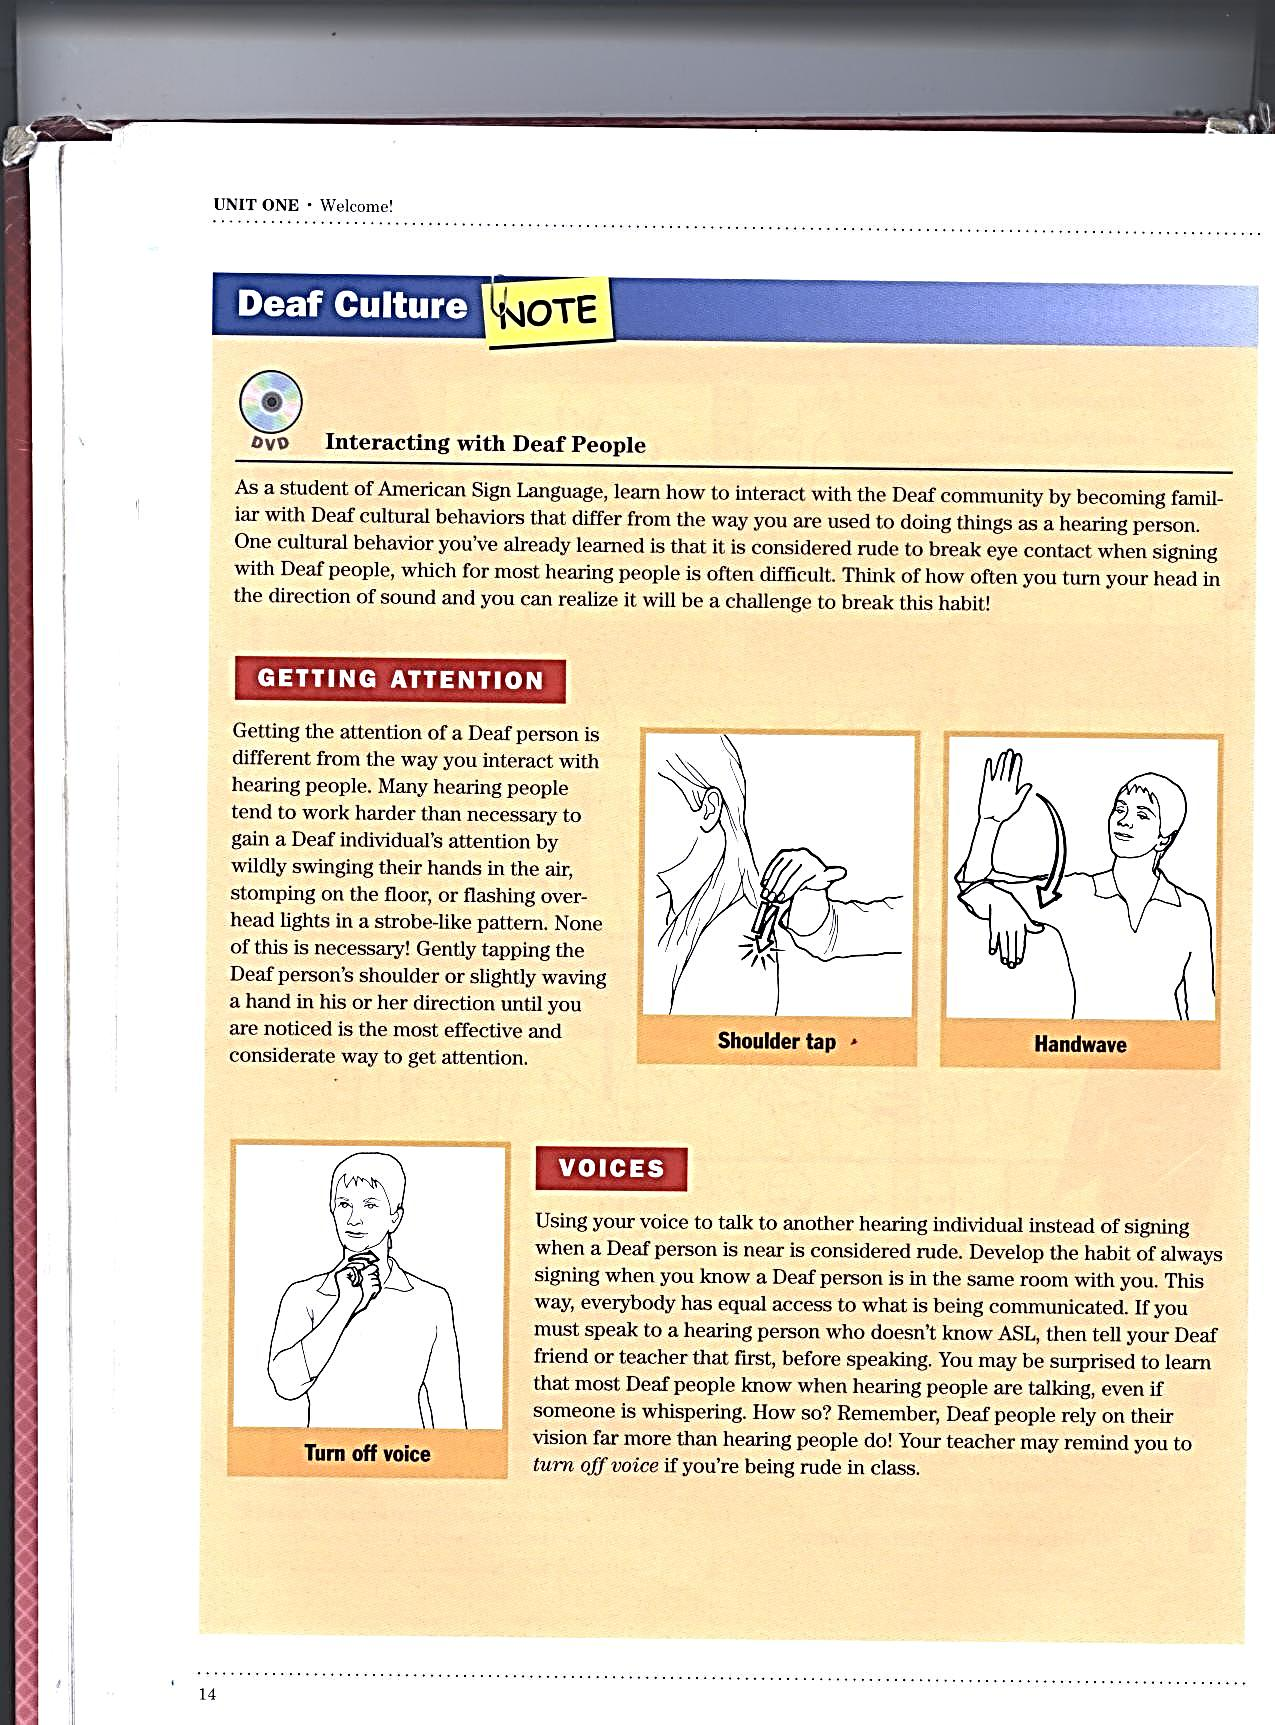 UNIT ONE • Welcome!
Deaf Culture NOTE
DVD
Interacting with Deaf People
As a student of American Sign Language, learn how to interact with the Deaf community by becoming famil-
iar with Deaf cultural behaviors that differ from the way you are used to doing things as a hearing person.
One cultural behavior you've already learned is that it is considered rude to break eye contact when signing
with Deaf people, which for most hearing people is often difficult. Think of how often you turn your head in
the direction of sound and you can realize it will be a challenge to break this habit!
GETTING ATTENTION
Getting the attention of a Deaf person is
different from the way you interact with
hearing people. Many hearing people
tend to work harder than necessary to
gain a Deaf individual's attention by
wildly swinging their hands in the air,
stomping on the floor, or flashing over-
head lights in a strobe-like pattern. None
of this is necessary! Gently tapping the
Deaf person's shoulder or slightly waving
a hand in his or her direction until you
are noticed is the most effective and
considerate way to get attention.
Shoulder tap
Handwave
Turn off voice
VOICES
Using your voice to talk to another hearing individual instead of signing
when a Deaf person is near is considered rude. Develop the habit of always
signing when you know a Deaf person is in the same room with you. This
way, everybody has equal access to what is being communicated. If you
must speak to a hearing person who doesn't know ASL, then tell your Deaf
friend or teacher that first, before speaking. You may be surprised to learn
that most Deaf people know when hearing people are talking, even if
someone is whispering. How so? Remember, Deaf people rely on their
vision far more than hearing people do! Your teacher may remind you to
turn off voice if you're being rude in class.
14